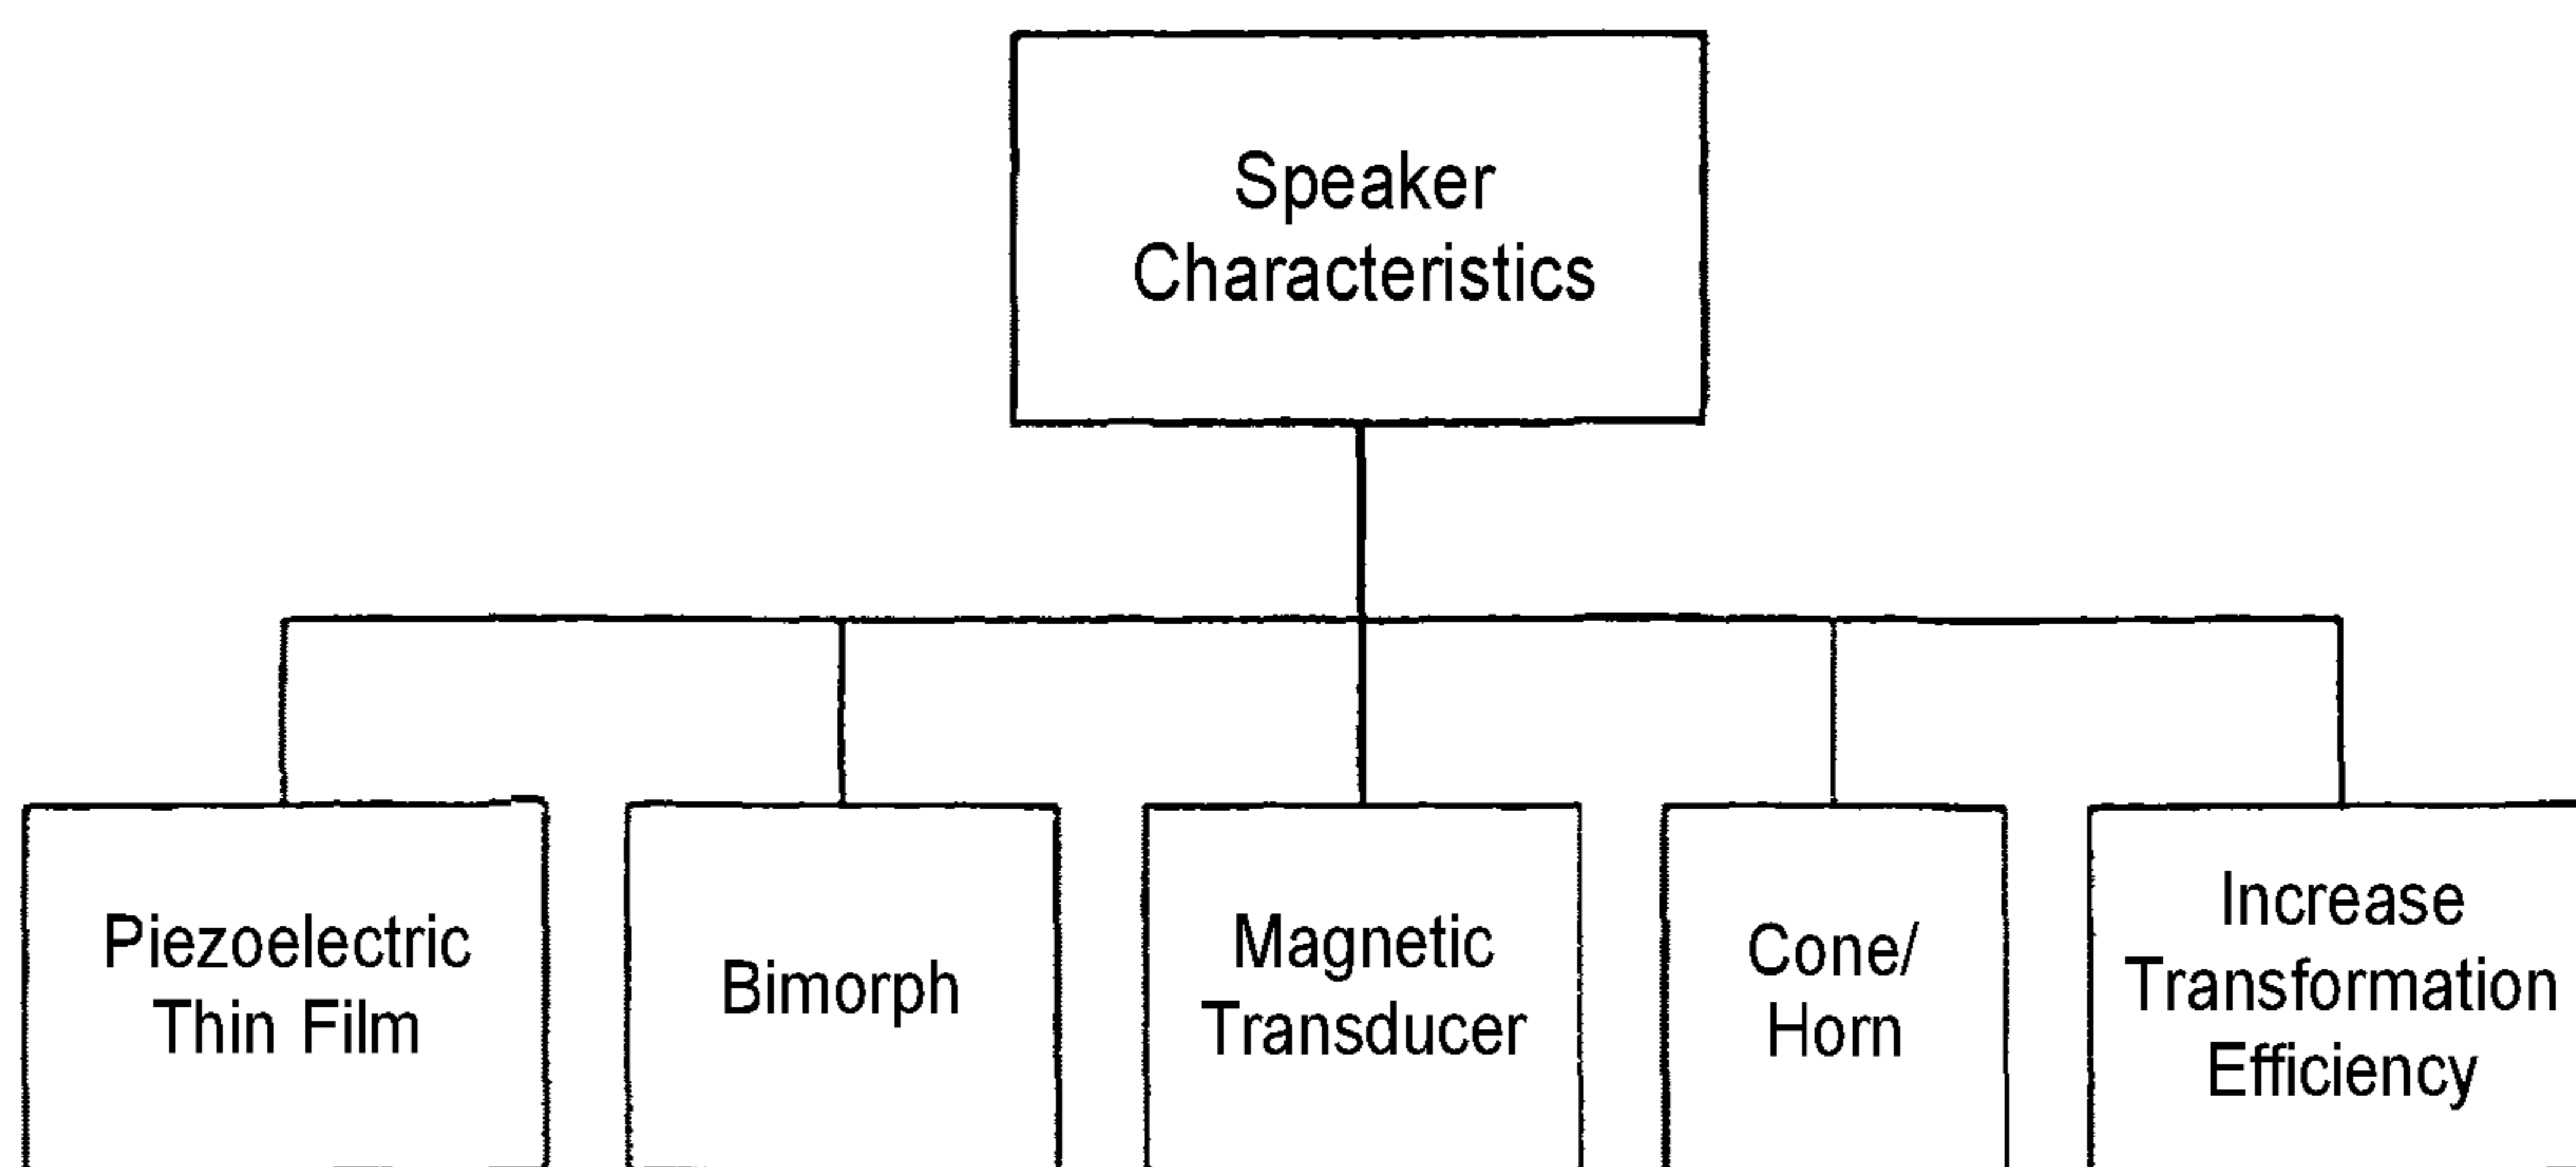 Speaker
Characteristics
Piezoelectric
Thin Film
Bimorph
Magnetic
Transducer
Cone/
Horn
Increase
Transformation
Efficiency